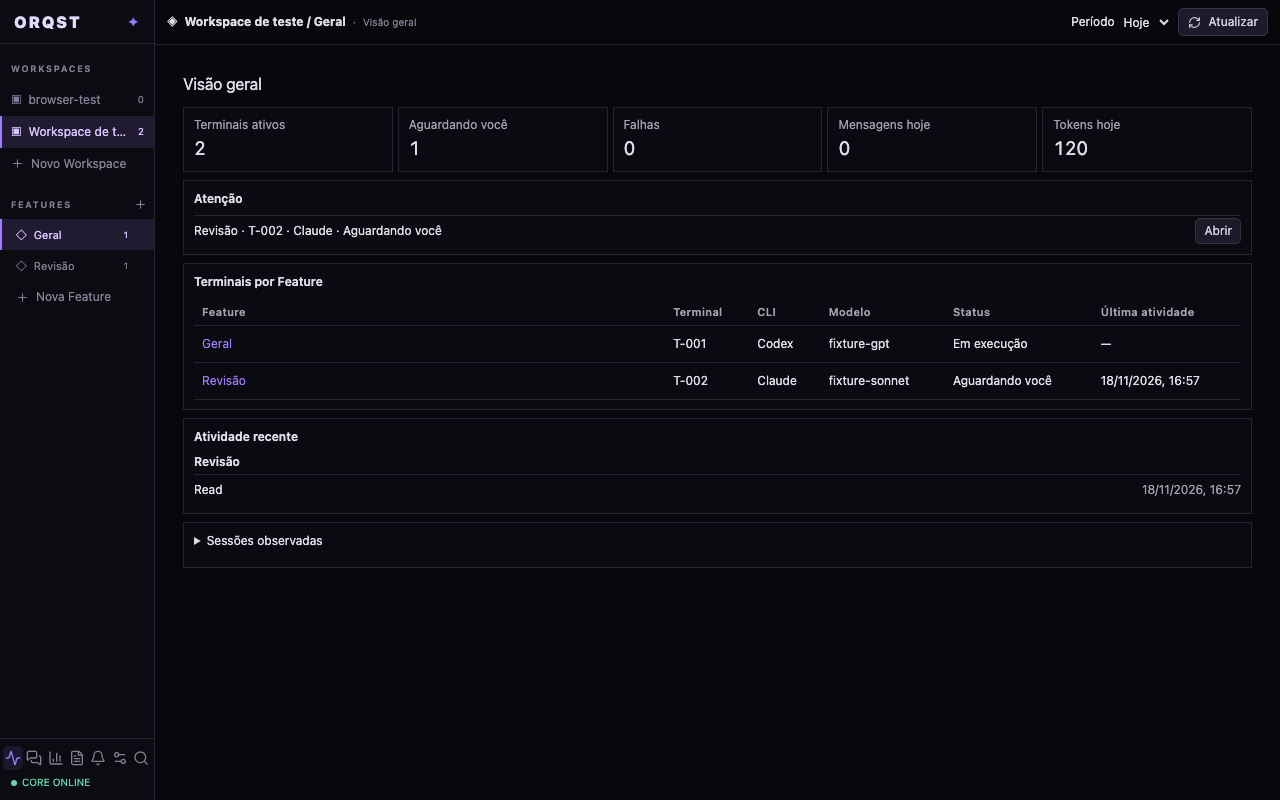 ORQST
WORKSPACES
browser-test 0
Workspace de t... 2
Novo Workspace
FEATURES
Geral 1
Revisão 1
Nova Feature
CORE ONLINE
Workspace de teste / Geral · Visão geral
Período Hoje Atualizar
Visão geral
Terminais ativos
2
Aguardando você
1
Falhas
0
Mensagens hoje
0
Tokens hoje
120
Atenção
Revisão · T-002 · Claude · Aguardando você Abrir
Terminais por Feature
Feature Terminal CLI Modelo Status Última atividade
Geral T-001 Codex fixture-gpt Em execução —
Revisão T-002 Claude fixture-sonnet Aguardando você 18/11/2026, 16:57
Atividade recente
Revisão
Read 18/11/2026, 16:57
Sessões observadas